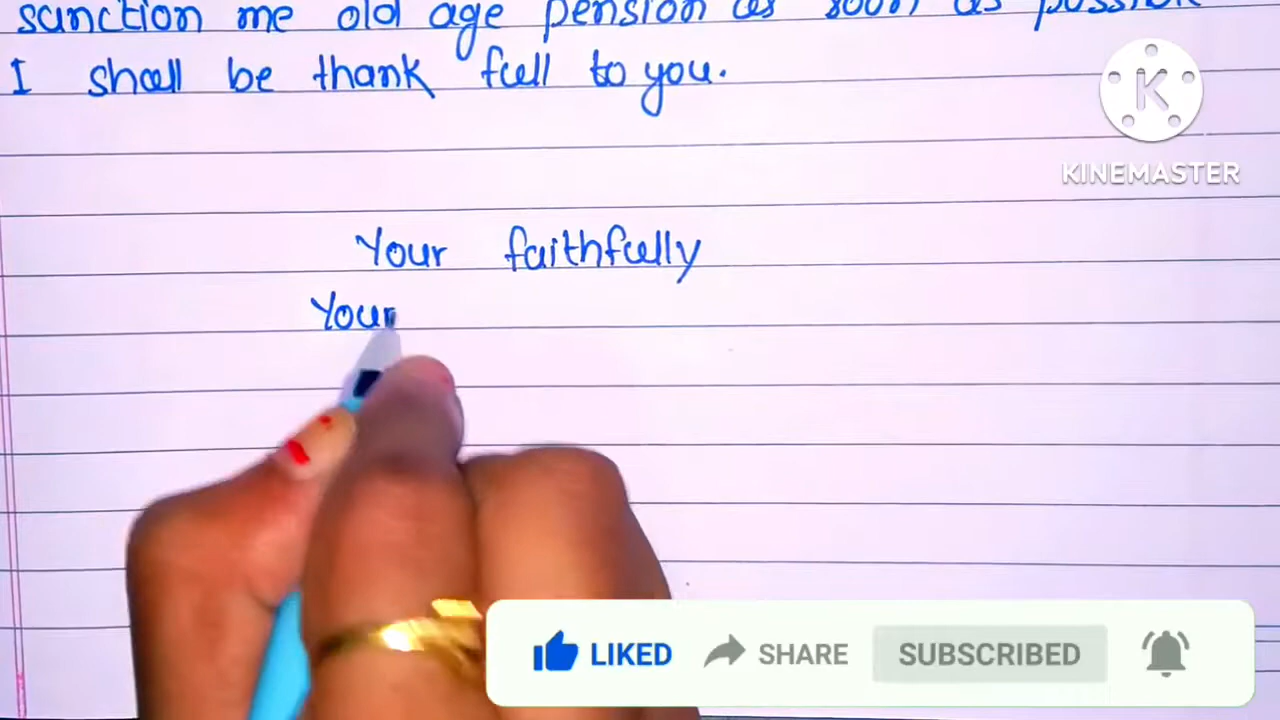 sanction me old age pension as soon as possible
I shall be thank full to you.
K
KINEMASTER
Your faithfully
Your
LIKED SHARE SUBSCRIBED